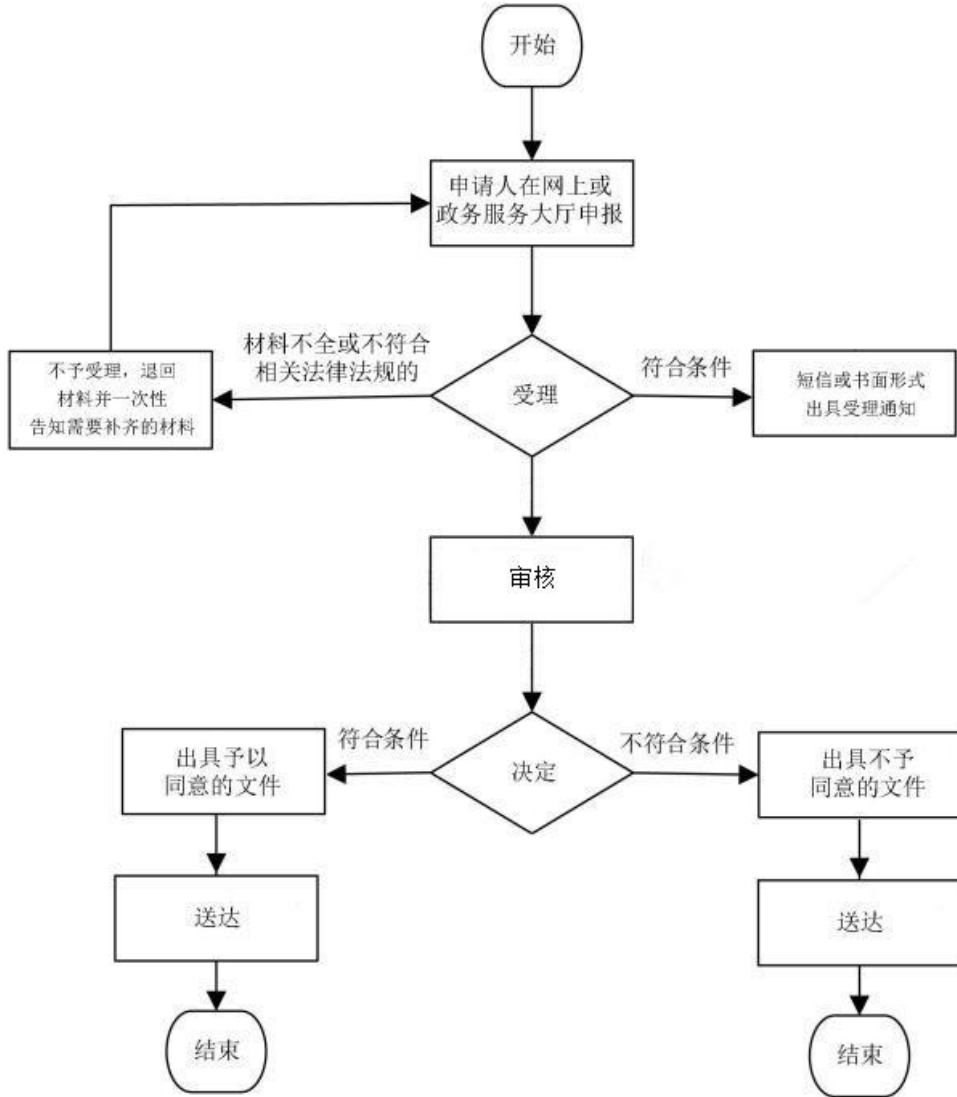 开始
申请人在网上或
政务服务大厅申报
材料不全或不符合
相关法律法规的
符合条件
不予受理，退回
材料并一次性
告知需要补齐的材料
受理
短信或书面形式
出具受理通知
审核
符合条件
不符合条件
出具予以
同意的文件
决定
出具不予
同意的文件
送达
送达
结束
结束